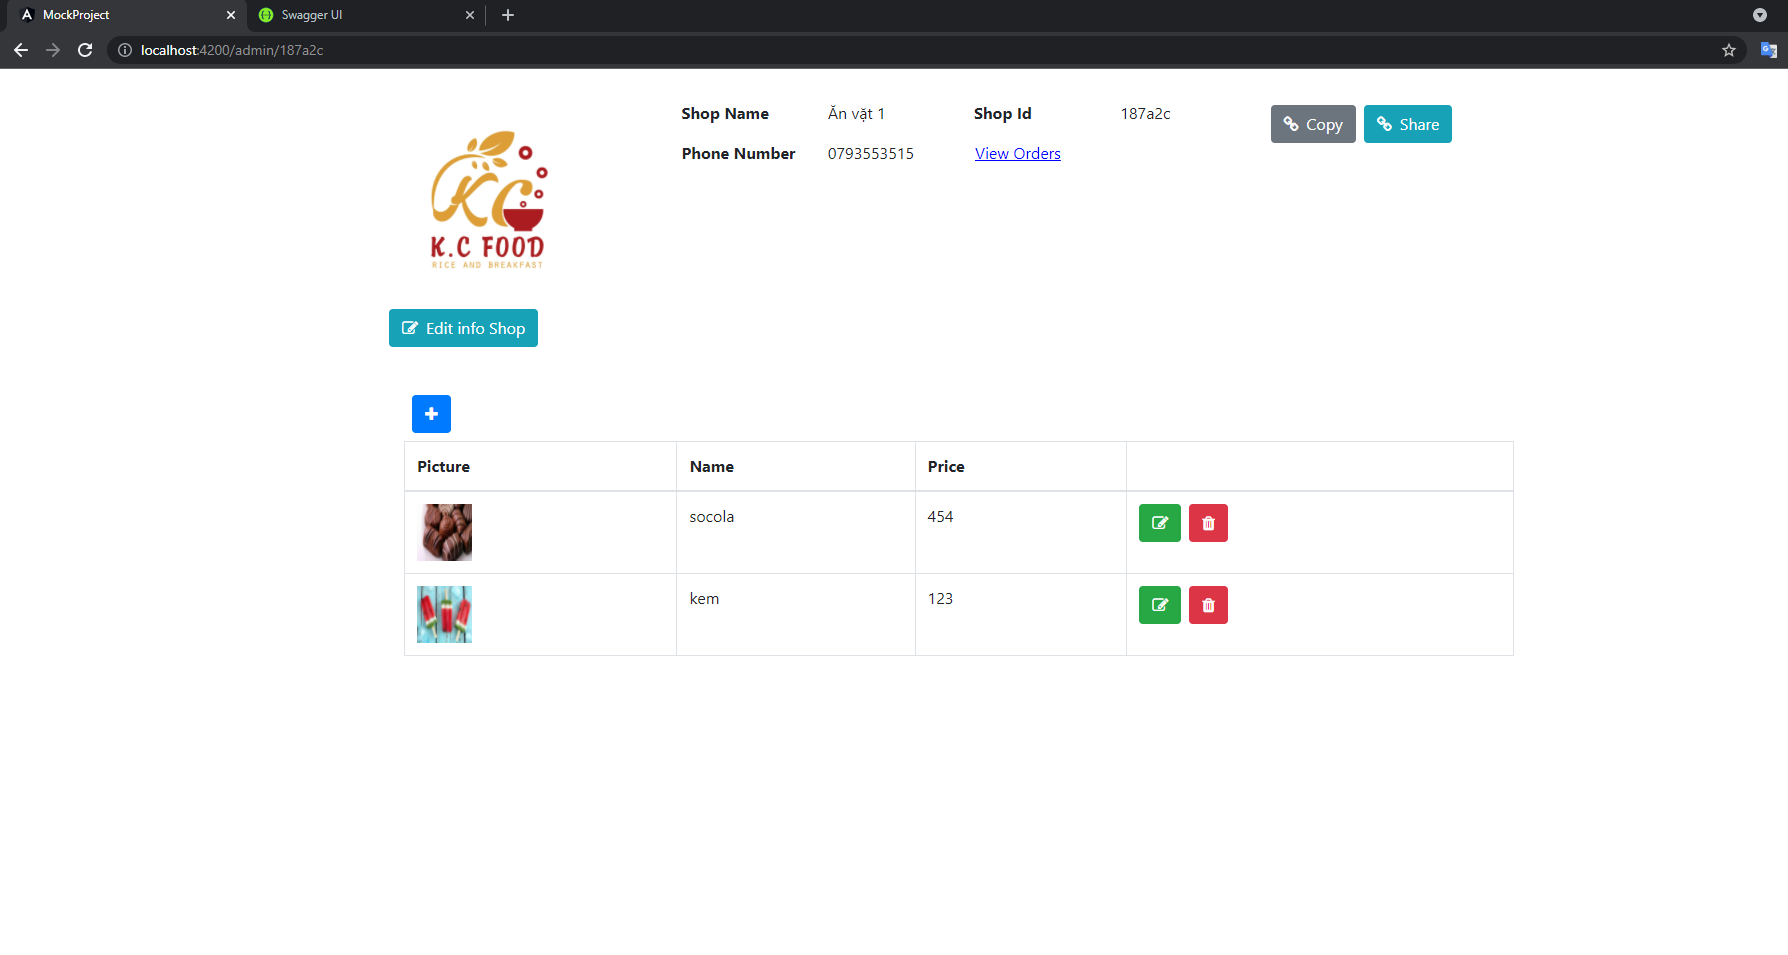 MockProject
Swagger UI
localhost:4200/admin/187a2c
KC
K.C FOOD
RICE AND BREAKFAST
Shop Name Ăn vặt 1 Shop Id 187a2c
Copy Share
Phone Number 0793553515 View Orders
Edit info Shop
Picture Name Price
socola 454
kem 123